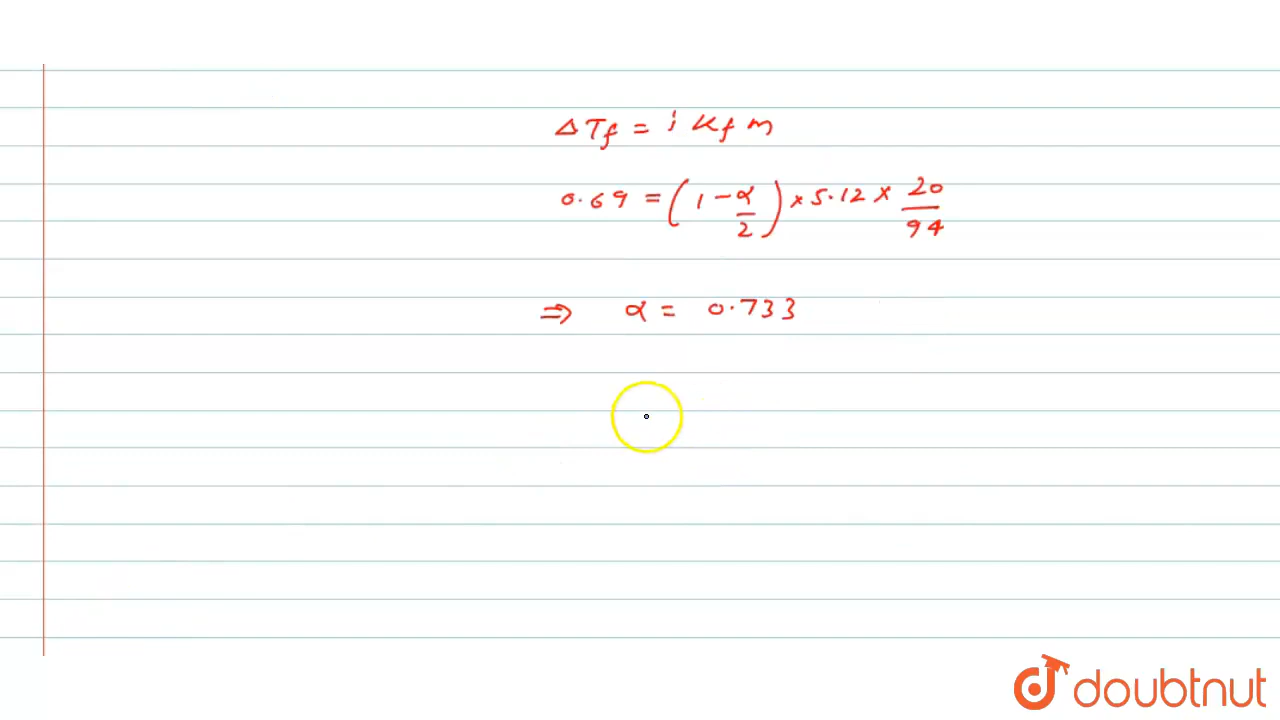 ΔTf = i Kf m
0.69 = (1 - α/2) × 5.12 × 20/94
⇒ α = 0.733
doubtnut